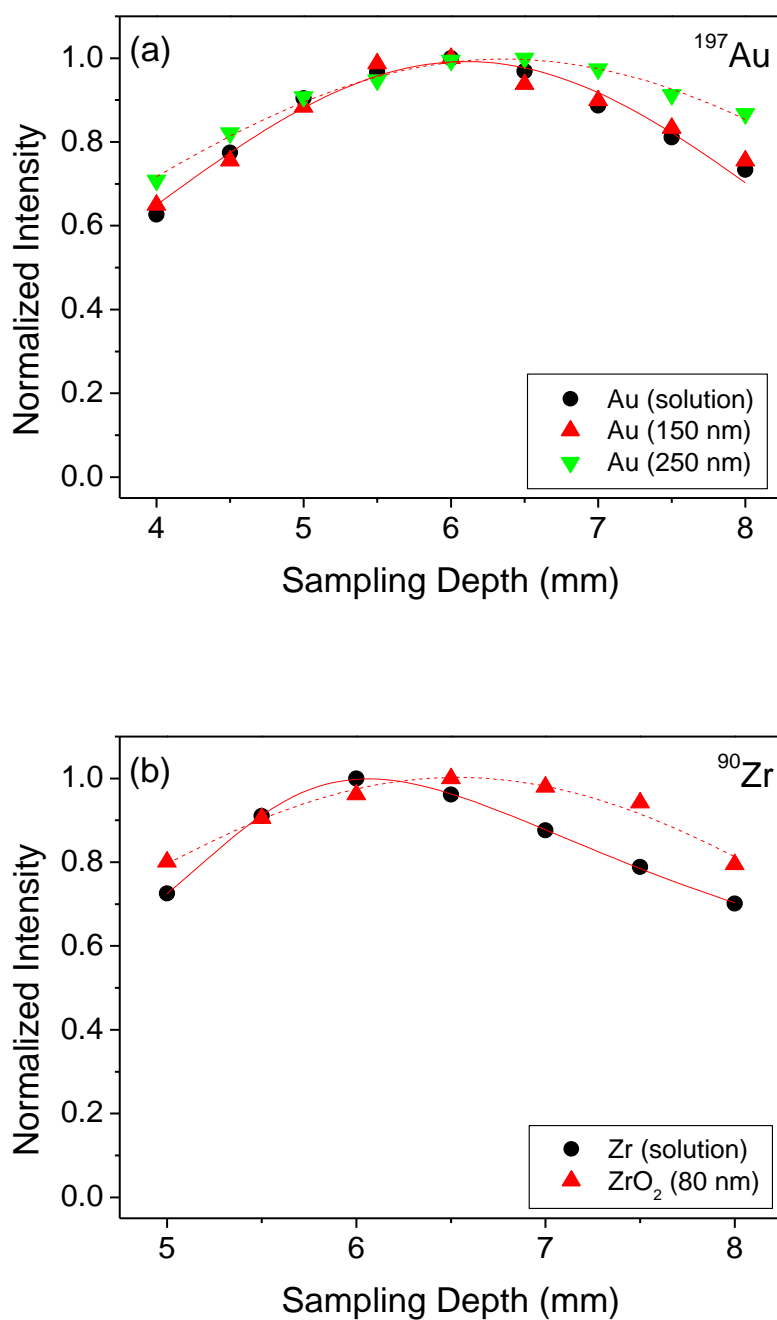 (a)
197Au
1.0
0.8
0.6
0.4
0.2
0.0
Normalized Intensity
Au (solution)
Au (150 nm)
Au (250 nm)
4 5 6 7 8
Sampling Depth (mm)
(b)
90Zr
1.0
0.8
0.6
0.4
0.2
0.0
Normalized Intensity
Zr (solution)
ZrO2 (80 nm)
5 6 7 8
Sampling Depth (mm)